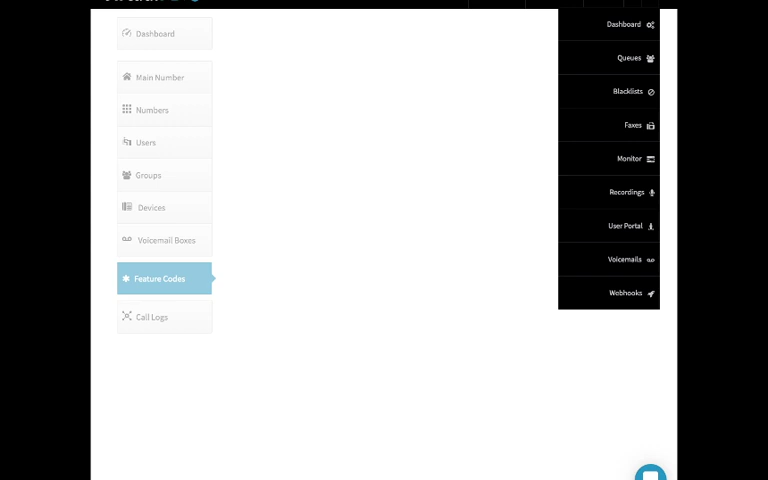 Dashboard
Main Number
Numbers
Users
Groups
Devices
Voicemail Boxes
Feature Codes
Call Logs
Dashboard
Queues
Blacklists
Faxes
Monitor
Recordings
User Portal
Voicemails
Webhooks